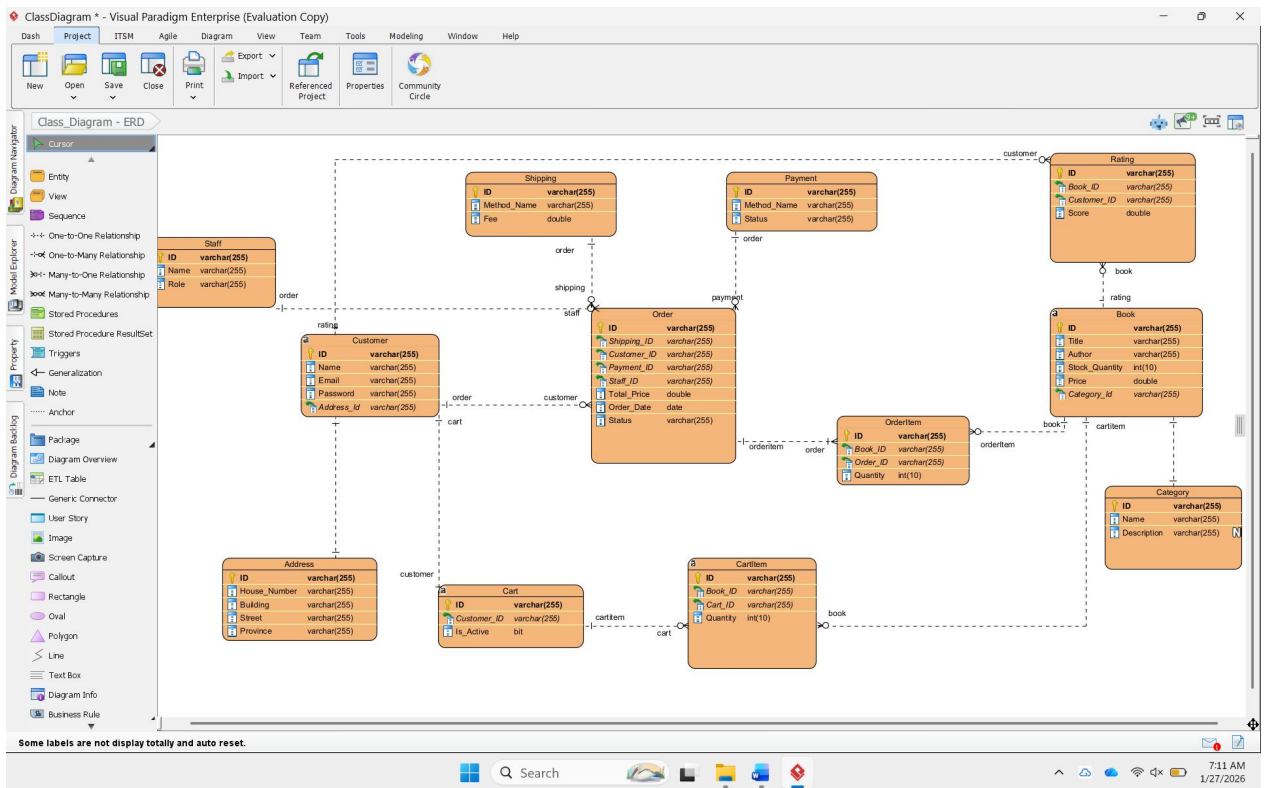 ClassDiagram * - Visual Paradigm Enterprise (Evaluation Copy)
Dash Project ITSM Agile Diagram View Team Tools Modeling Window Help
New
Open
Save
Close
Print
Export
Import
Referenced
Project
Properties
Community
Circle
Class_Diagram - ERD
Diagram Navigator
Model Explorer
Property
Diagram Backlog
Cursor
Entity
View
Sequence
One-to-One Relationship
One-to-Many Relationship
Many-to-One Relationship
Many-to-Many Relationship
Stored Procedures
Stored Procedure ResultSet
Triggers
Generalization
Note
Anchor
Package
Diagram Overview
ETL Table
Generic Connector
User Story
Image
Screen Capture
Callout
Rectangle
Oval
Polygon
Line
Text Box
Diagram Info
Business Rule
Staff
ID varchar(255)
Name varchar(255)
Role varchar(255)
Shipping
ID varchar(255)
Method_Name varchar(255)
Fee double
Payment
ID varchar(255)
Method_Name varchar(255)
Status varchar(255)
customer
Rating
ID varchar(255)
Book_ID varchar(255)
Customer_ID varchar(255)
Score double
order
order
shipping
payment
order
staff
rating
book
rating
Customer
ID varchar(255)
Name varchar(255)
Email varchar(255)
Password varchar(255)
Address_Id varchar(255)
Order
ID varchar(255)
Shipping_ID varchar(255)
Customer_ID varchar(255)
Payment_ID varchar(255)
Staff_ID varchar(255)
Total_Price double
Order_Date date
Status varchar(255)
Book
ID varchar(255)
Title varchar(255)
Author varchar(255)
Stock_Quantity int(10)
Price double
Category_Id varchar(255)
order
customer
cart
orderitem
order
OrderItem
ID varchar(255)
Book_ID varchar(255)
Order_ID varchar(255)
Quantity int(10)
orderItem
book
cartitem
Category
ID varchar(255)
Name varchar(255)
Description varchar(255) N
Address
ID varchar(255)
House_Number varchar(255)
Building varchar(255)
Street varchar(255)
Province varchar(255)
customer
Cart
ID varchar(255)
Customer_ID varchar(255)
Is_Active bit
cartitem
cart
CartItem
ID varchar(255)
Book_ID varchar(255)
Cart_ID varchar(255)
Quantity int(10)
book
Some labels are not display totally and auto reset.
Search
7:11 AM
1/27/2026